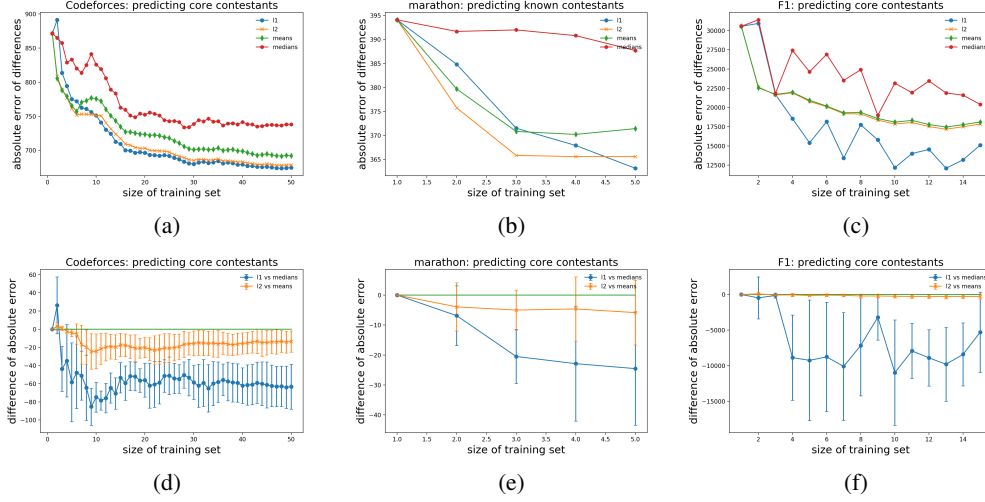 Codeforces: predicting core contestants
absolute error of differences
900
850
800
750
700
0
10
20
30
40
50
size of training set
l1
l2
means
medians
(a)
marathon: predicting known contestants
absolute error of differences
395
390
385
380
375
370
365
1.0
1.5
2.0
2.5
3.0
3.5
4.0
4.5
5.0
size of training set
l1
l2
means
medians
(b)
F1: predicting core contestants
absolute error of differences
30000
27500
25000
22500
20000
17500
15000
12500
2
4
6
8
10
12
14
size of training set
l1
l2
means
medians
(c)
Codeforces: predicting core contestants
difference of absolute error
60
40
20
0
−20
−40
−60
−80
−100
0
10
20
30
40
50
size of training set
l1 vs medians
l2 vs means
(d)
marathon: predicting core contestants
difference of absolute error
0
−10
−20
−30
−40
1.0
1.5
2.0
2.5
3.0
3.5
4.0
4.5
5.0
size of training set
l1 vs medians
l2 vs means
(e)
F1: predicting core contestants
difference of absolute error
0
−5000
−10000
−15000
2
4
6
8
10
12
14
size of training set
l1 vs medians
l2 vs means
(f)